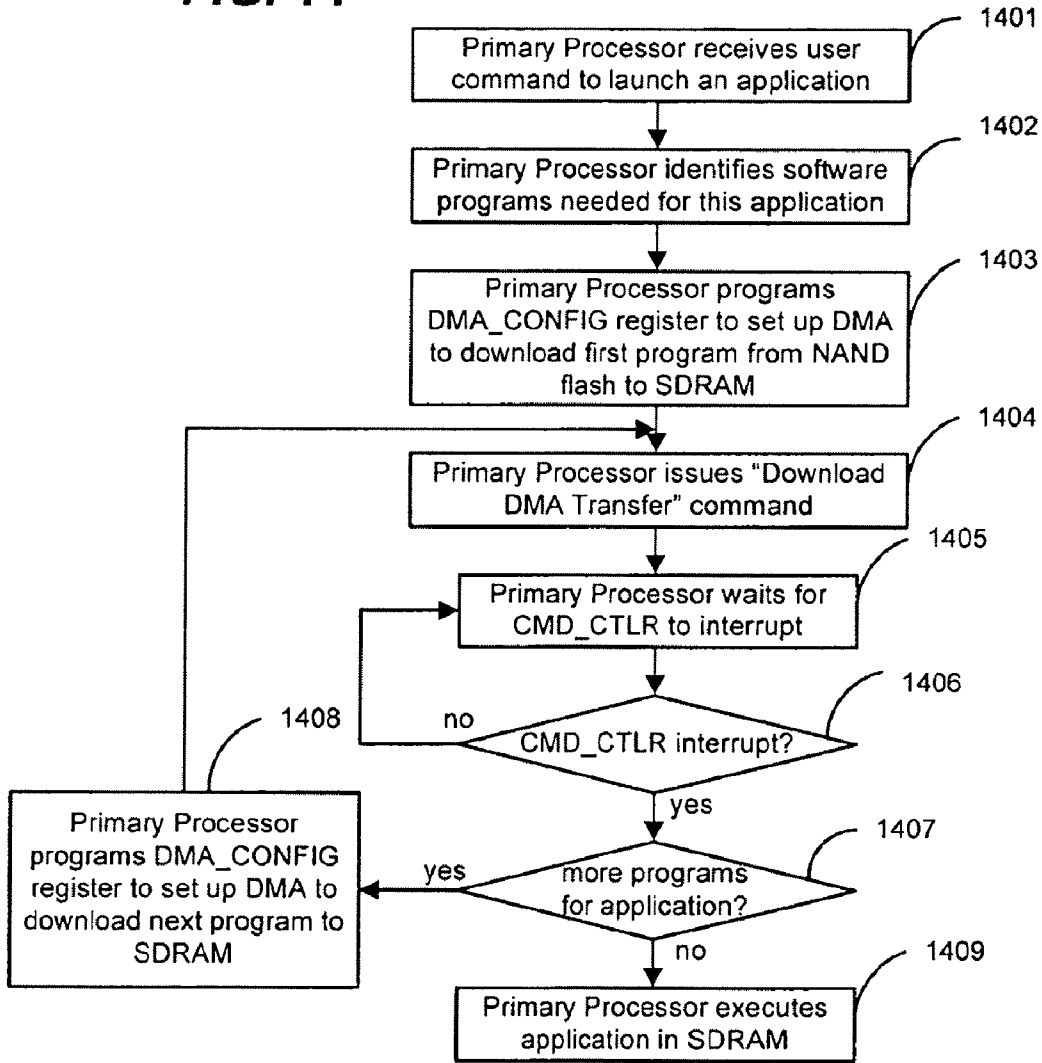 1401
Primary Processor receives user
command to launch an application
1402
Primary Processor identifies software
programs needed for this application
1403
Primary Processor programs
DMA_CONFIG register to set up DMA
to download first program from NAND
flash to SDRAM
1404
Primary Processor issues “Download
DMA Transfer” command
1405
Primary Processor waits for
CMD_CTLR to interrupt
1406
no
CMD_CTLR interrupt?
yes
1408
Primary Processor
programs DMA_CONFIG
register to set up DMA to
download next program to
SDRAM
1407
yes
more programs
for application?
no
1409
Primary Processor executes
application in SDRAM